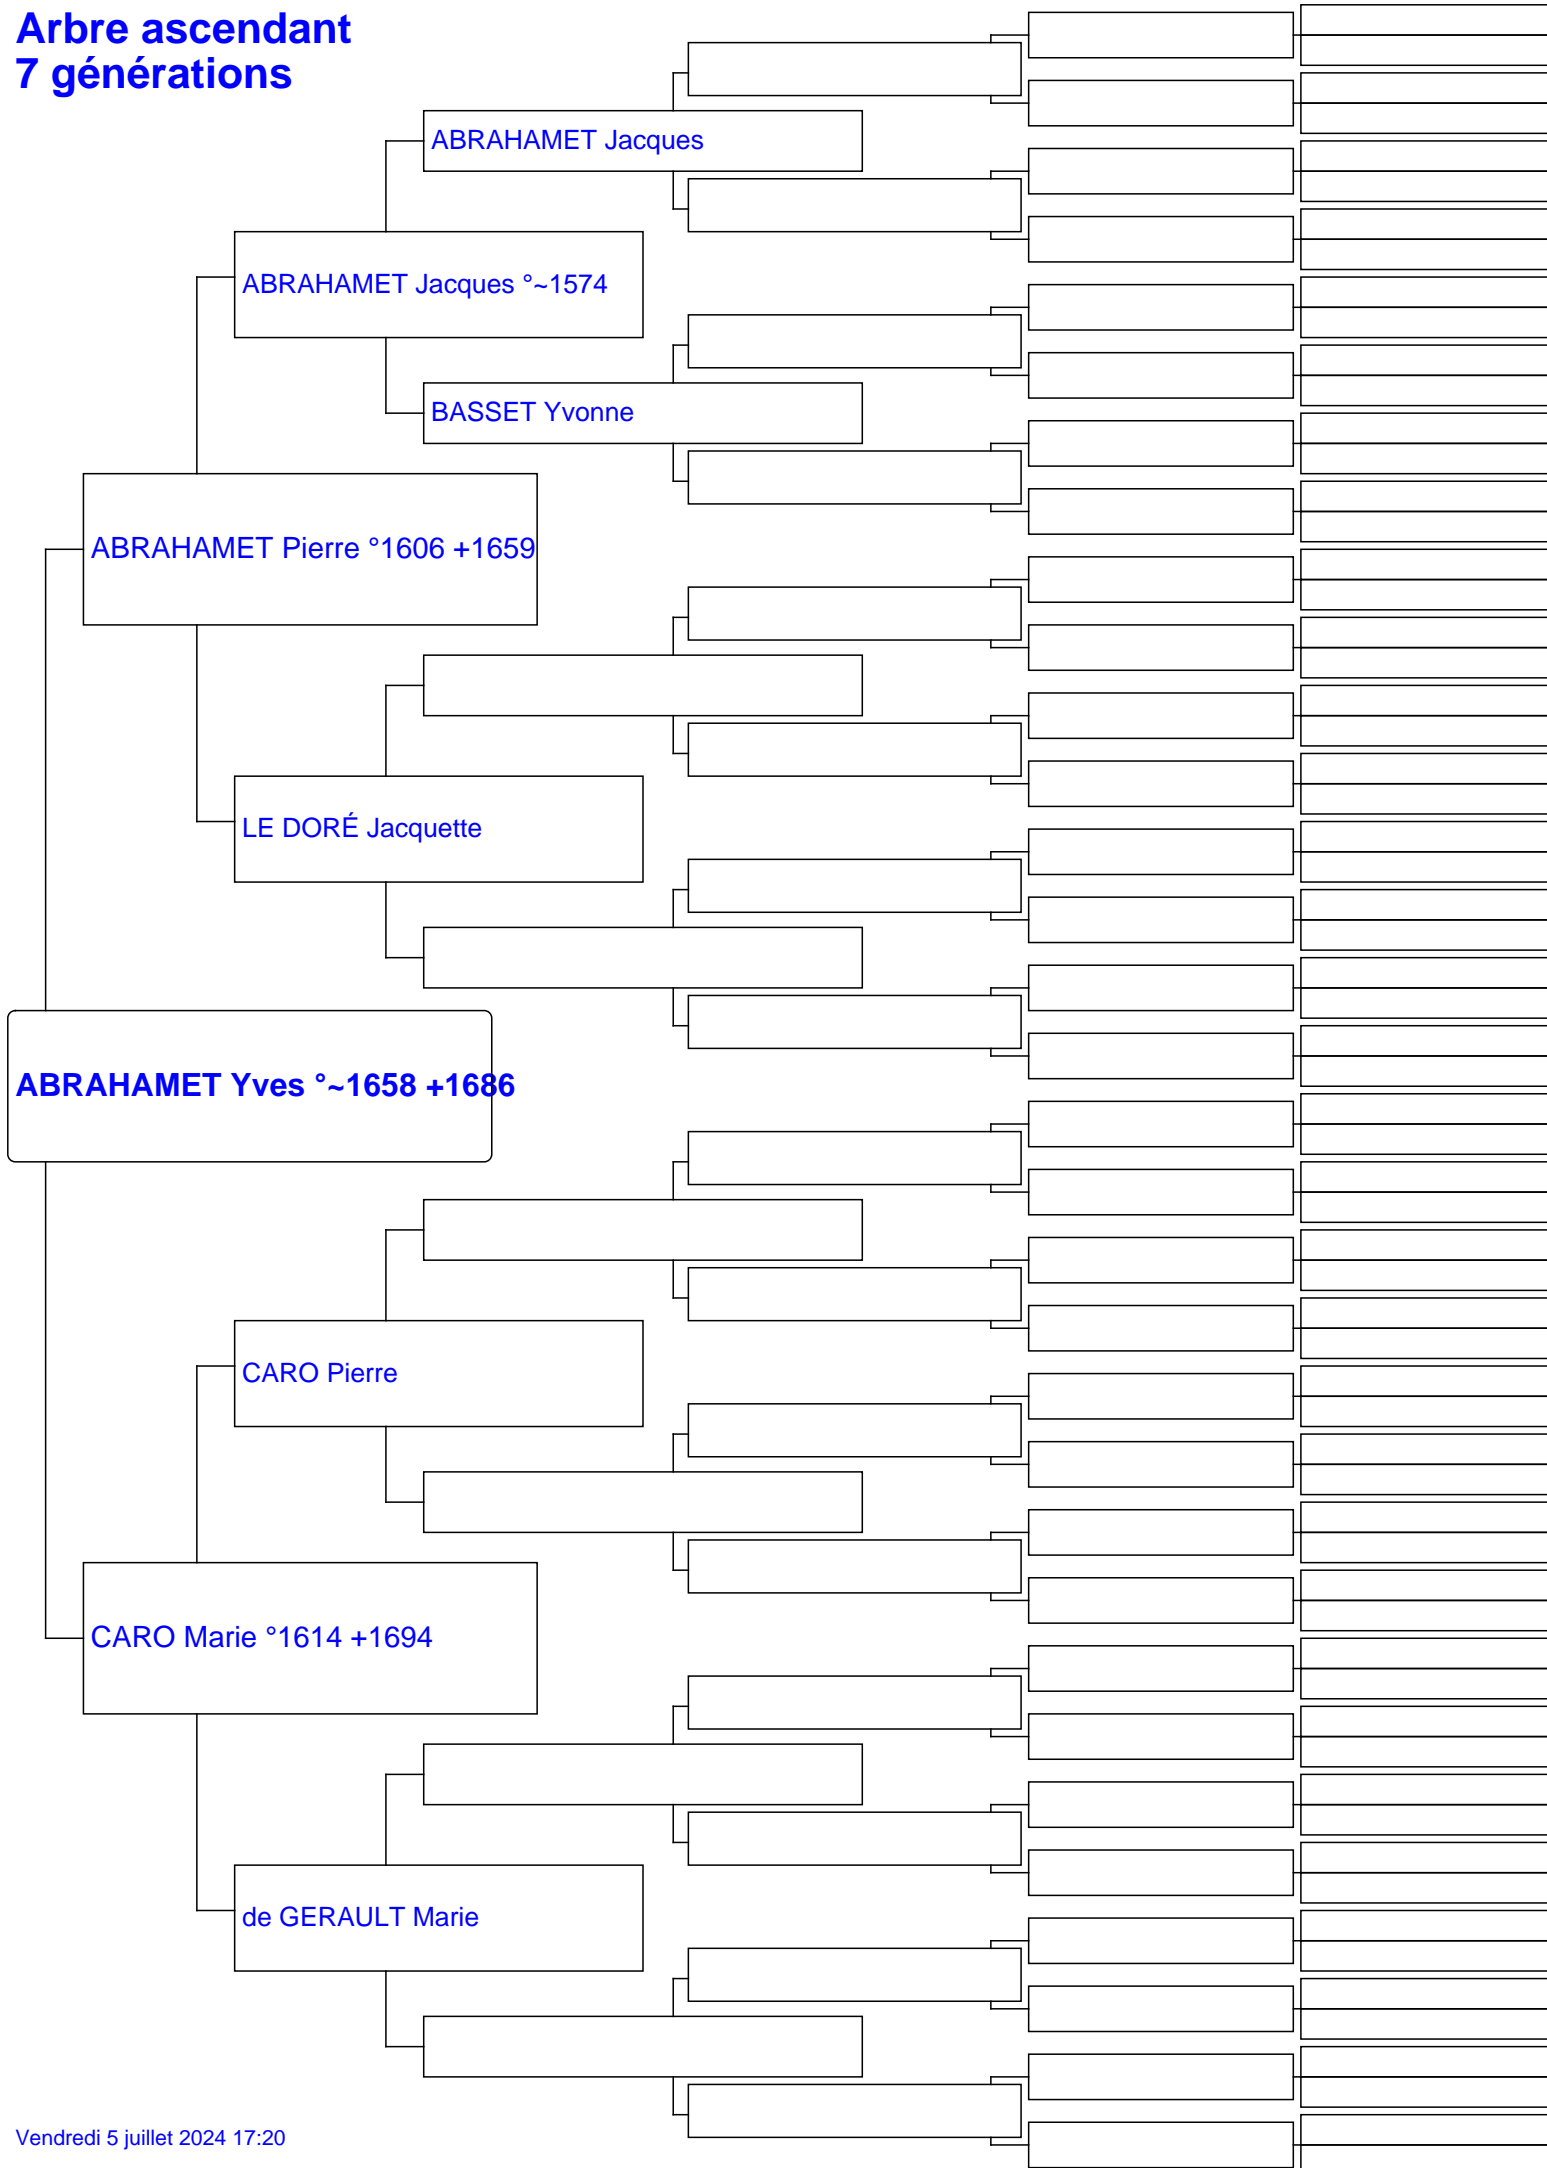 Arbre ascendant
7 générations
ABRAHAMET Jacques
ABRAHAMET Jacques °~1574
BASSET Yvonne
ABRAHAMET Pierre °1606 +1659
LE DORÉ Jacquette
ABRAHAMET Yves °~1658 +1686
CARO Pierre
CARO Marie °1614 +1694
de GERAULT Marie
Vendredi 5 juillet 2024 17:20